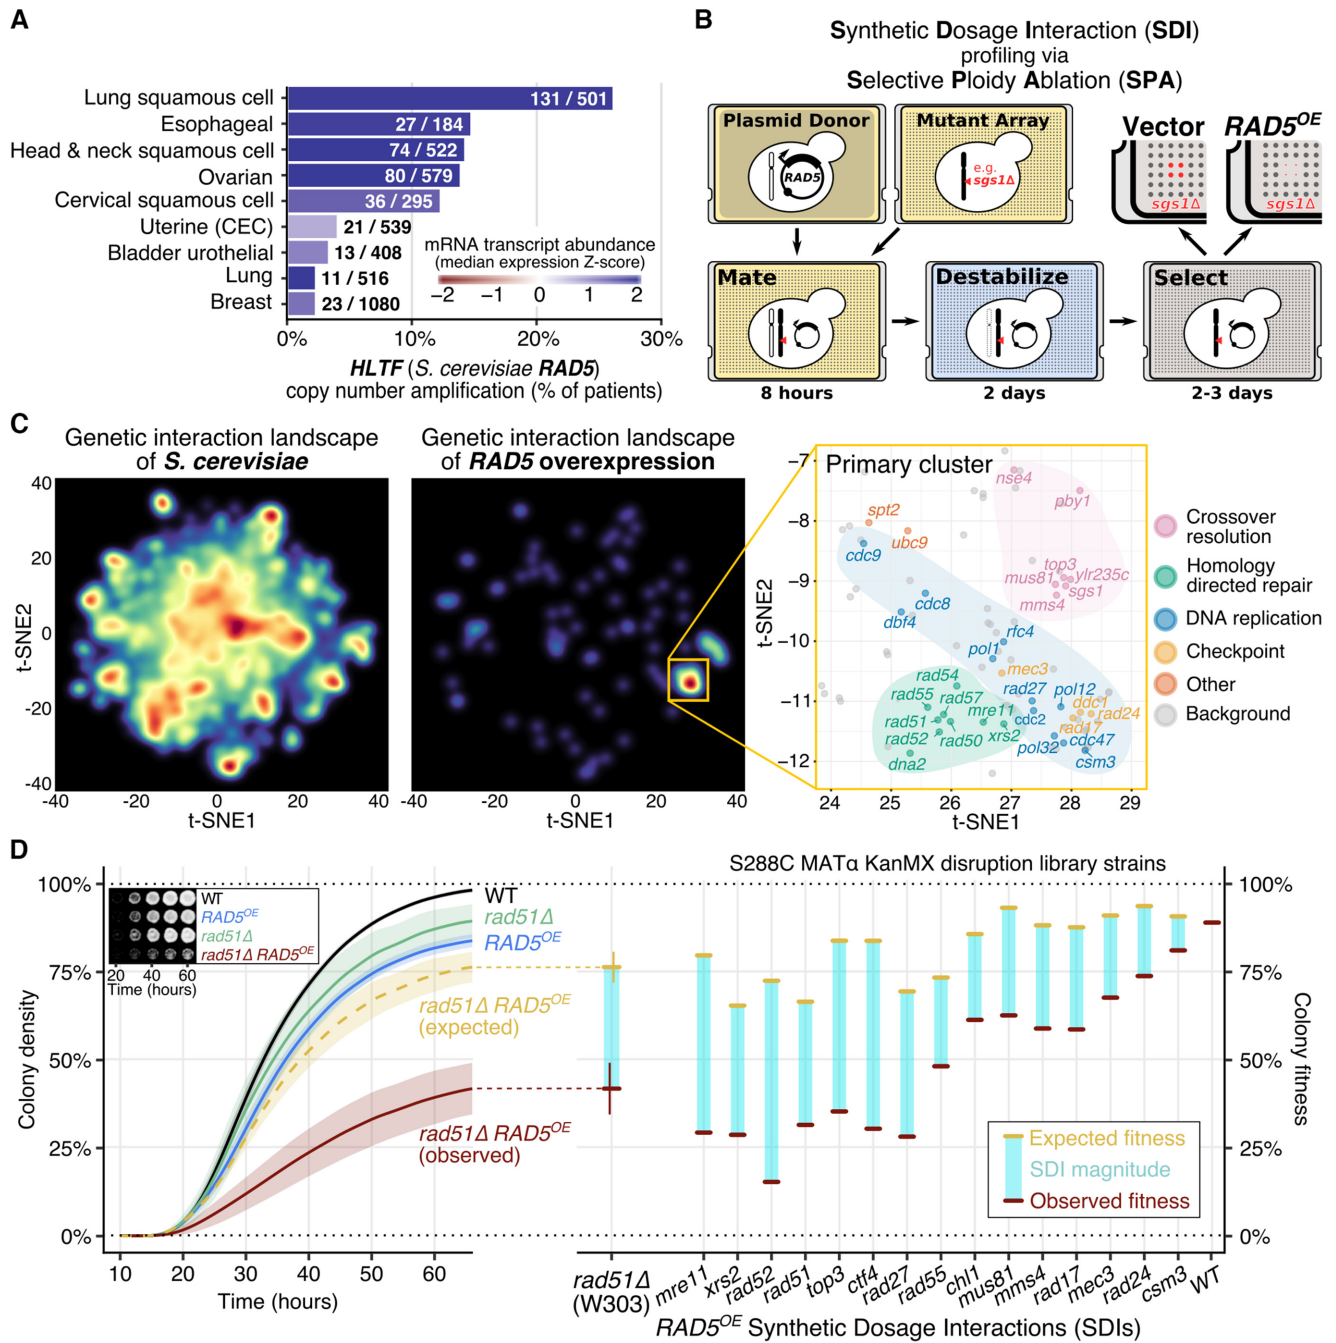 A
Lung squamous cell
131 / 501
Esophageal
27 / 184
Head & neck squamous cell
74 / 522
Ovarian
80 / 579
Cervical squamous cell
36 / 295
Uterine (CEC)
21 / 539
Bladder urothelial
13 / 408
Lung
11 / 516
Breast
23 / 1080
mRNA transcript abundance
(median expression Z-score)
−2 −1 0 1 2
0% 10% 20% 30%
HLTF (S. cerevisiae RAD5)
copy number amplification (% of patients)
B
Synthetic Dosage Interaction (SDI)
profiling via
Selective Ploidy Ablation (SPA)
Plasmid Donor
RAD5
Mutant Array
e.g.
sgs1Δ
Vector
sgs1Δ
RAD5OE
sgs1Δ
Mate
Destabilize
Select
8 hours
2 days
2-3 days
C
Genetic interaction landscape
of S. cerevisiae
t-SNE2
40
20
0
-20
-40
-40 -20 0 20 40
t-SNE1
Genetic interaction landscape
of RAD5 overexpression
-40 -20 0 20 40
t-SNE1
Primary cluster
t-SNE2
−7
−8
−9
−10
−11
−12
24 25 26 27 28 29
t-SNE1
nse4
pby1
spt2
ubc9
cdc9
top3
mus81
ylr235c
sgs1
mms4
cdc8
dbf4
rfc4
pol1
mec3
rad54
rad55
rad57
rad27
pol12
mre11
ddc1
rad24
rad51
cdc2
rad17
rad52
rad50
xrs2
pol32
cdc47
dna2
csm3
Crossover
resolution
Homology
directed repair
DNA replication
Checkpoint
Other
Background
D
Colony density
100%
75%
50%
25%
0%
10 20 30 40 50 60
Time (hours)
WT
RAD5OE
rad51Δ
rad51Δ RAD5OE
20 40 60
Time (hours)
WT
rad51Δ
RAD5OE
rad51Δ RAD5OE
(expected)
rad51Δ RAD5OE
(observed)
S288C MATα KanMX disruption library strains
100%
75%
50%
25%
0%
Colony fitness
Expected fitness
SDI magnitude
Observed fitness
rad51Δ
(W303)
mre11
xrs2
rad52
rad51
top3
ctf4
rad27
rad55
chl1
mus81
mms4
rad17
mec3
rad24
csm3
WT
RAD5OE Synthetic Dosage Interactions (SDIs)